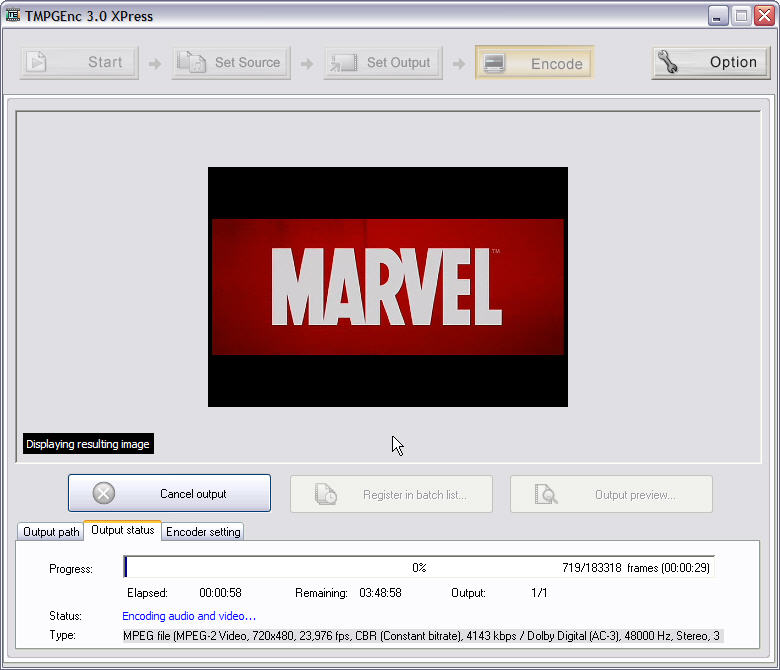 TMPGEnc 3.0 XPress
Start
Set Source
Set Output
Encode
Option
MARVEL ™
Displaying resulting image
Cancel output
Register in batch list...
Output preview...
Output path
Output status
Encoder setting
Progress:
0%
719/183318 frames (00:00:29)
Elapsed: 00:00:58
Remaining: 03:48:58
Output: 1/1
Status: Encoding audio and video...
Type: MPEG file (MPEG-2 Video, 720x480, 23,976 fps, CBR (Constant bitrate), 4143 kbps / Dolby Digital (AC-3), 48000 Hz, Stereo, 3